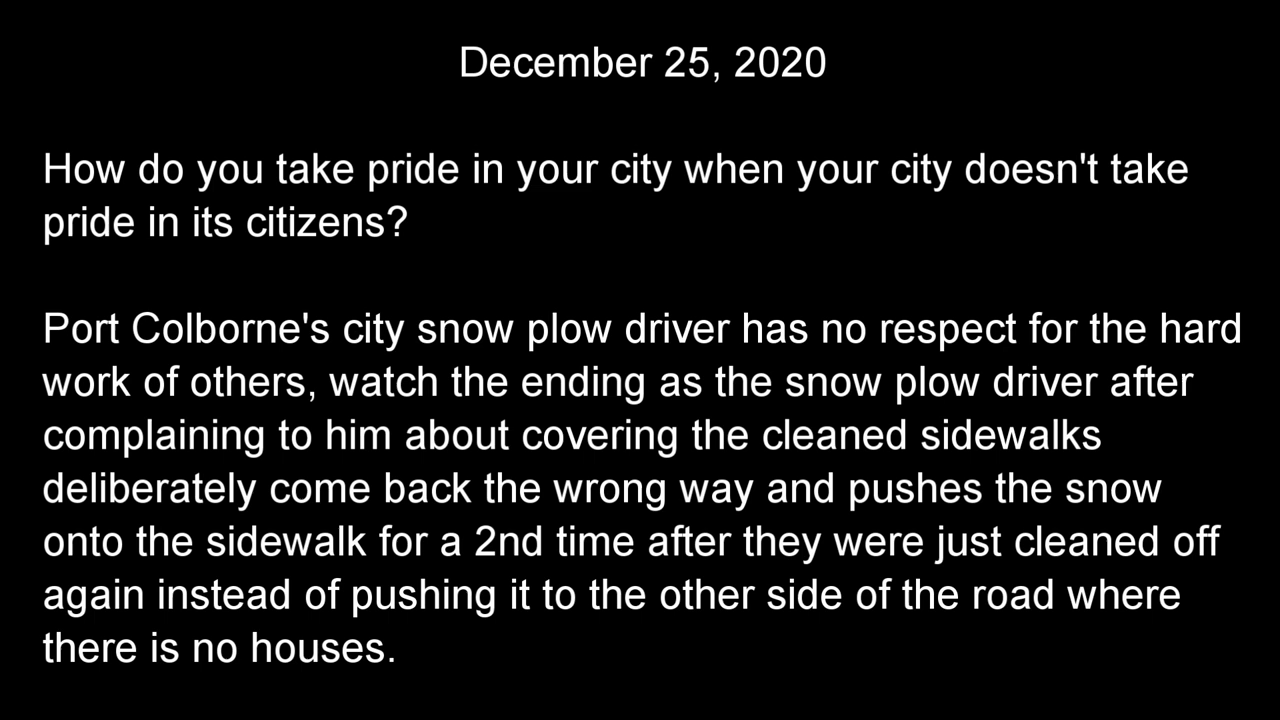 December 25, 2020
How do you take pride in your city when your city doesn't take
pride in its citizens?
Port Colborne's city snow plow driver has no respect for the hard
work of others, watch the ending as the snow plow driver after
complaining to him about covering the cleaned sidewalks
deliberately come back the wrong way and pushes the snow
onto the sidewalk for a 2nd time after they were just cleaned off
again instead of pushing it to the other side of the road where
there is no houses.